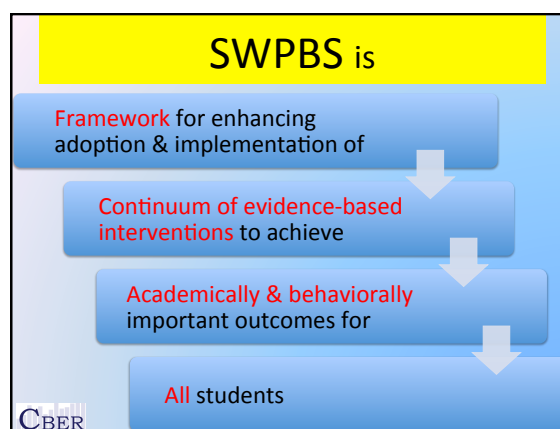 SWPBS is
Framework for enhancing
adoption & implementation of
Continuum of evidence-based
interventions to achieve
Academically & behaviorally
important outcomes for
All students
CBER